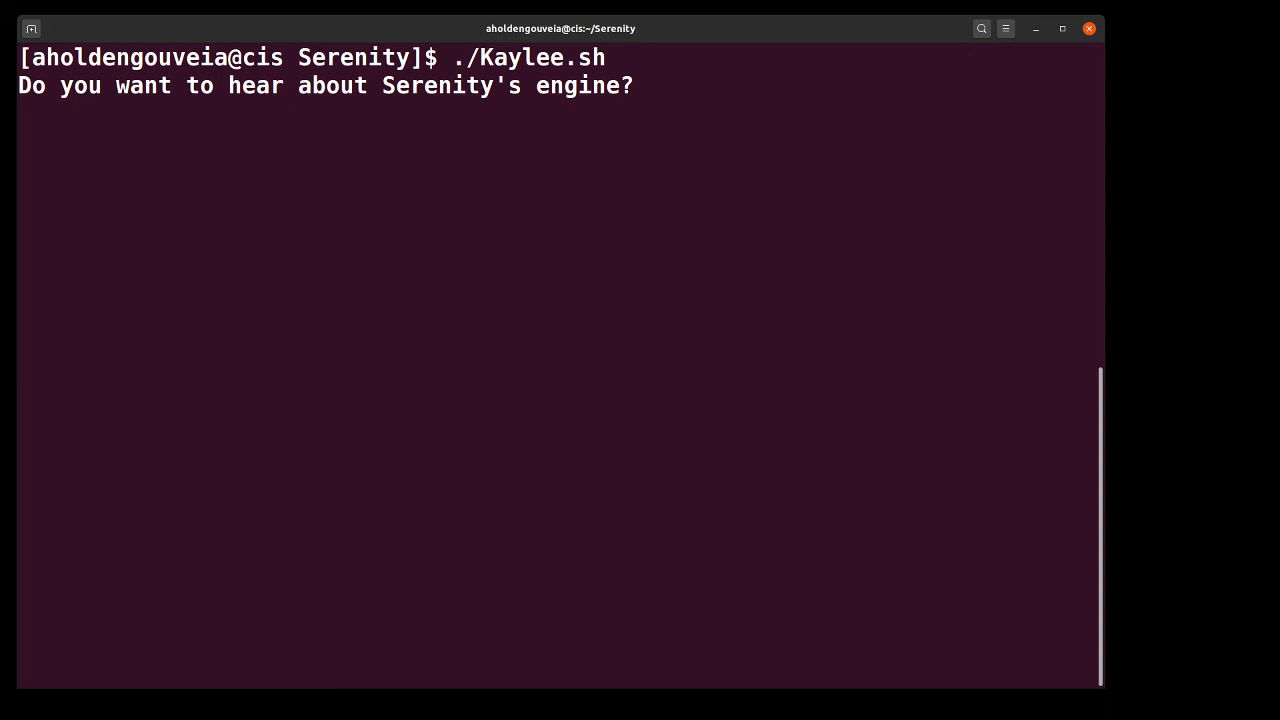 aholdengouveia@cis:~/Serenity
[aholdengouveia@cis Serenity]$ ./Kaylee.sh
Do you want to hear about Serenity's engine?